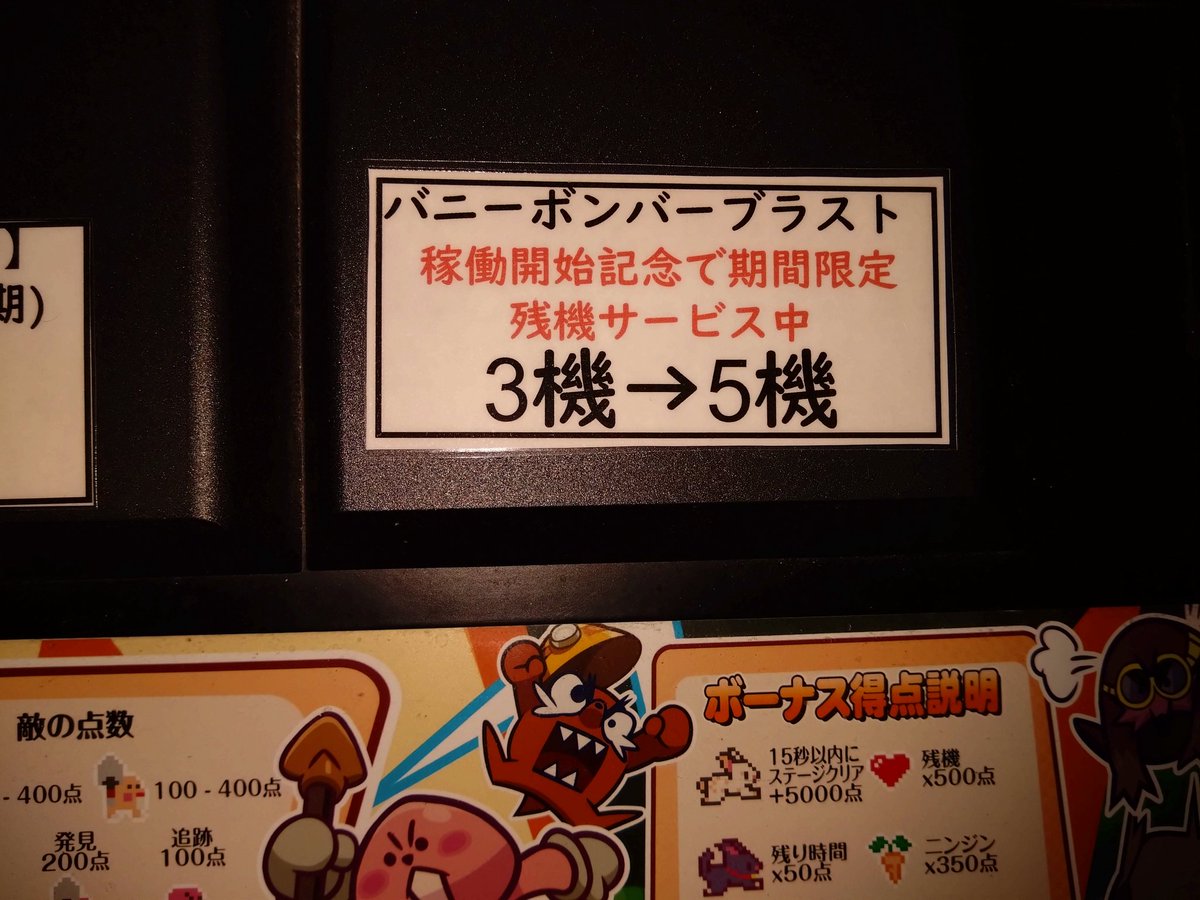 】
期)
バニーボンバーブラスト
稼働開始記念で期間限定
残機サービス中
3機→5機
敵の点数
- 400点
100 - 400点
発見
200点
追跡
100点
ボーナス得点説明
15秒以内に
ステージクリア
+5000点
残機
x500点
残り時間
x50点
ニンジン
x350点